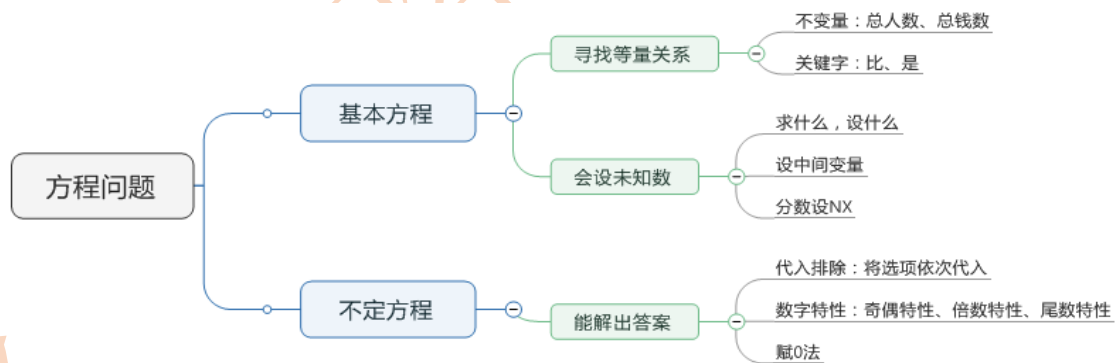 方程问题
基本方程
寻找等量关系
不变量：总人数、总钱数
关键字：比、是
会设未知数
求什么，设什么
设中间变量
分数设NX
不定方程
能解出答案
代入排除：将选项依次代入
数字特性：奇偶特性、倍数特性、尾数特性
赋0法